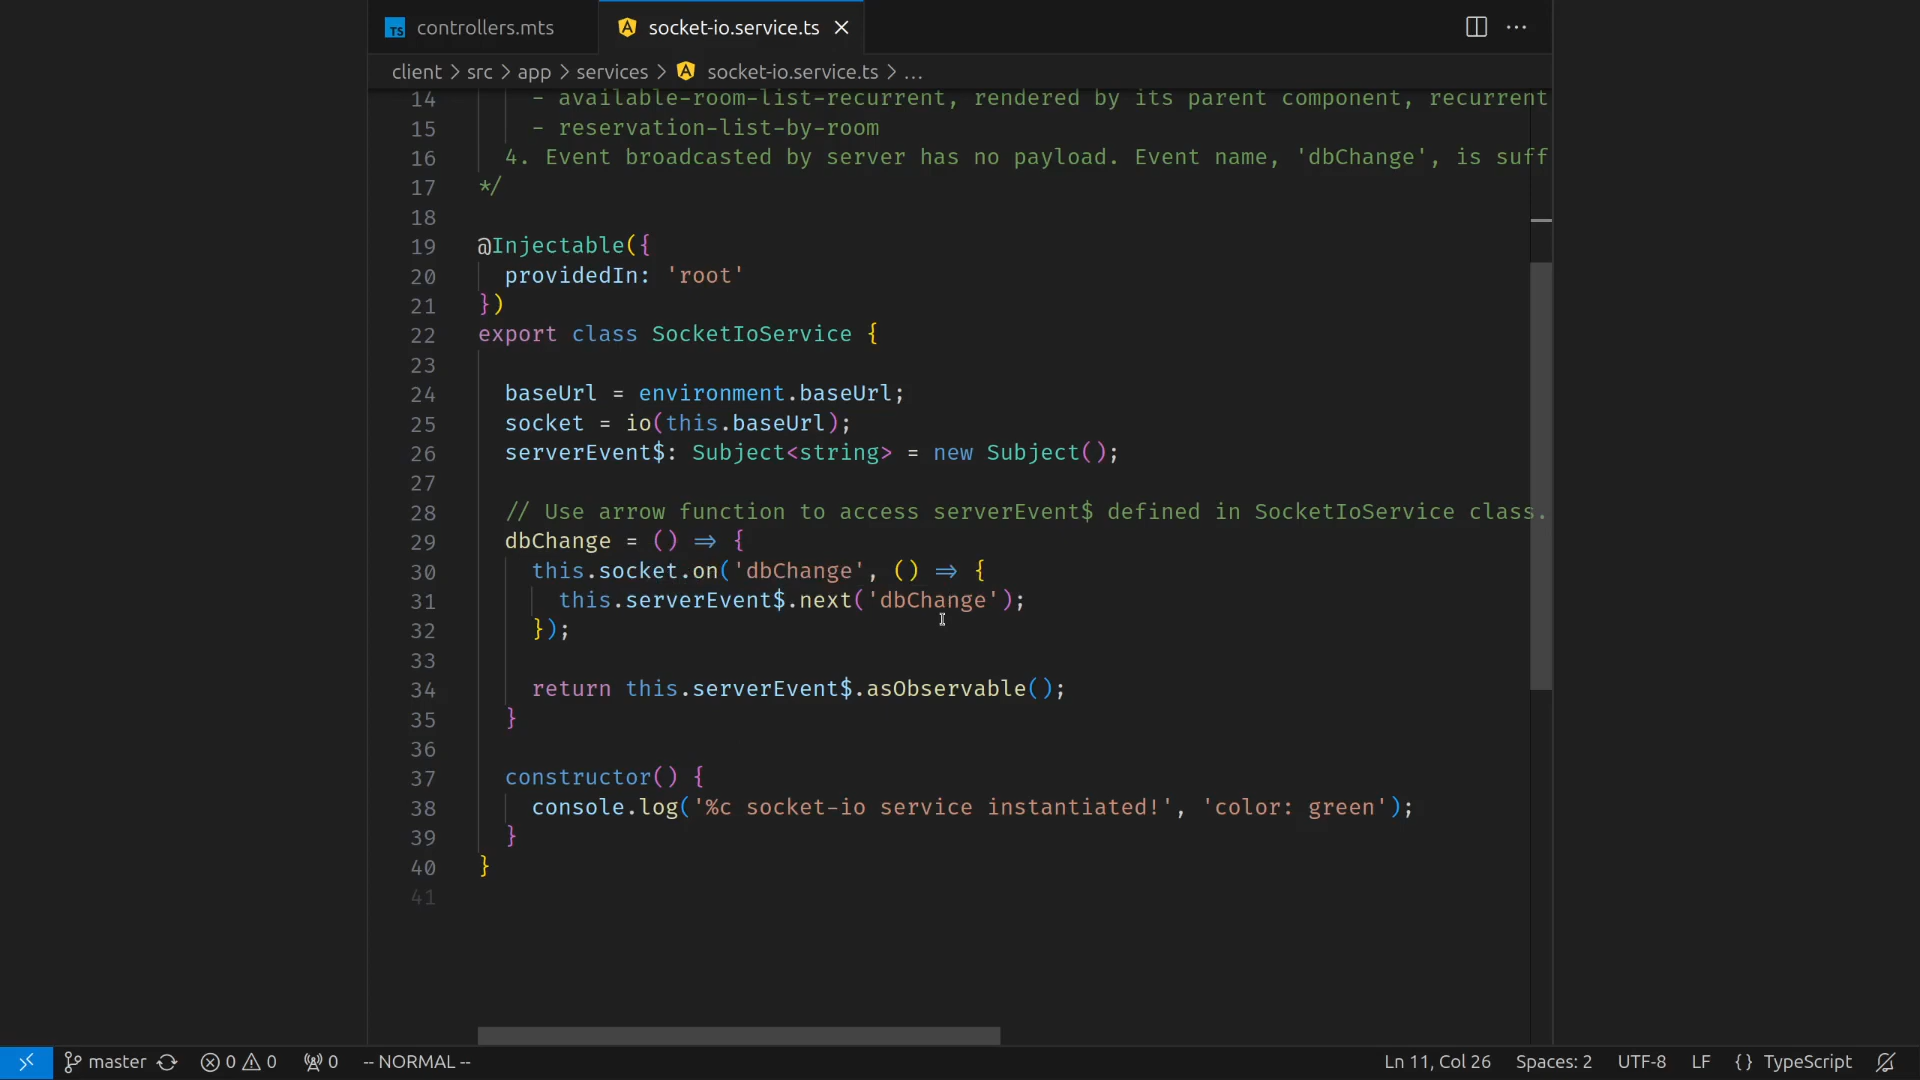 controllers.mts
socket-io.service.ts
client > src > app > services > socket-io.service.ts > ...
14 - available-room-list-recurrent, rendered by its parent component, recurrent
15 - reservation-list-by-room
16 4. Event broadcasted by server has no payload. Event name, 'dbChange', is suff
17 */
18
19 @Injectable({
20 providedIn: 'root'
21 })
22 export class SocketIoService {
23
24 baseUrl = environment.baseUrl;
25 socket = io(this.baseUrl);
26 serverEvent$: Subject<string> = new Subject();
27
28 // Use arrow function to access serverEvent$ defined in SocketIoService class.
29 dbChange = () => {
30 this.socket.on('dbChange', () => {
31 this.serverEvent$.next('dbChange');
32 });
33
34 return this.serverEvent$.asObservable();
35 }
36
37 constructor() {
38 console.log('%c socket-io service instantiated!', 'color: green');
39 }
40 }
41
master 0 0 0 -- NORMAL -- Ln 11, Col 26 Spaces: 2 UTF-8 LF {} TypeScript